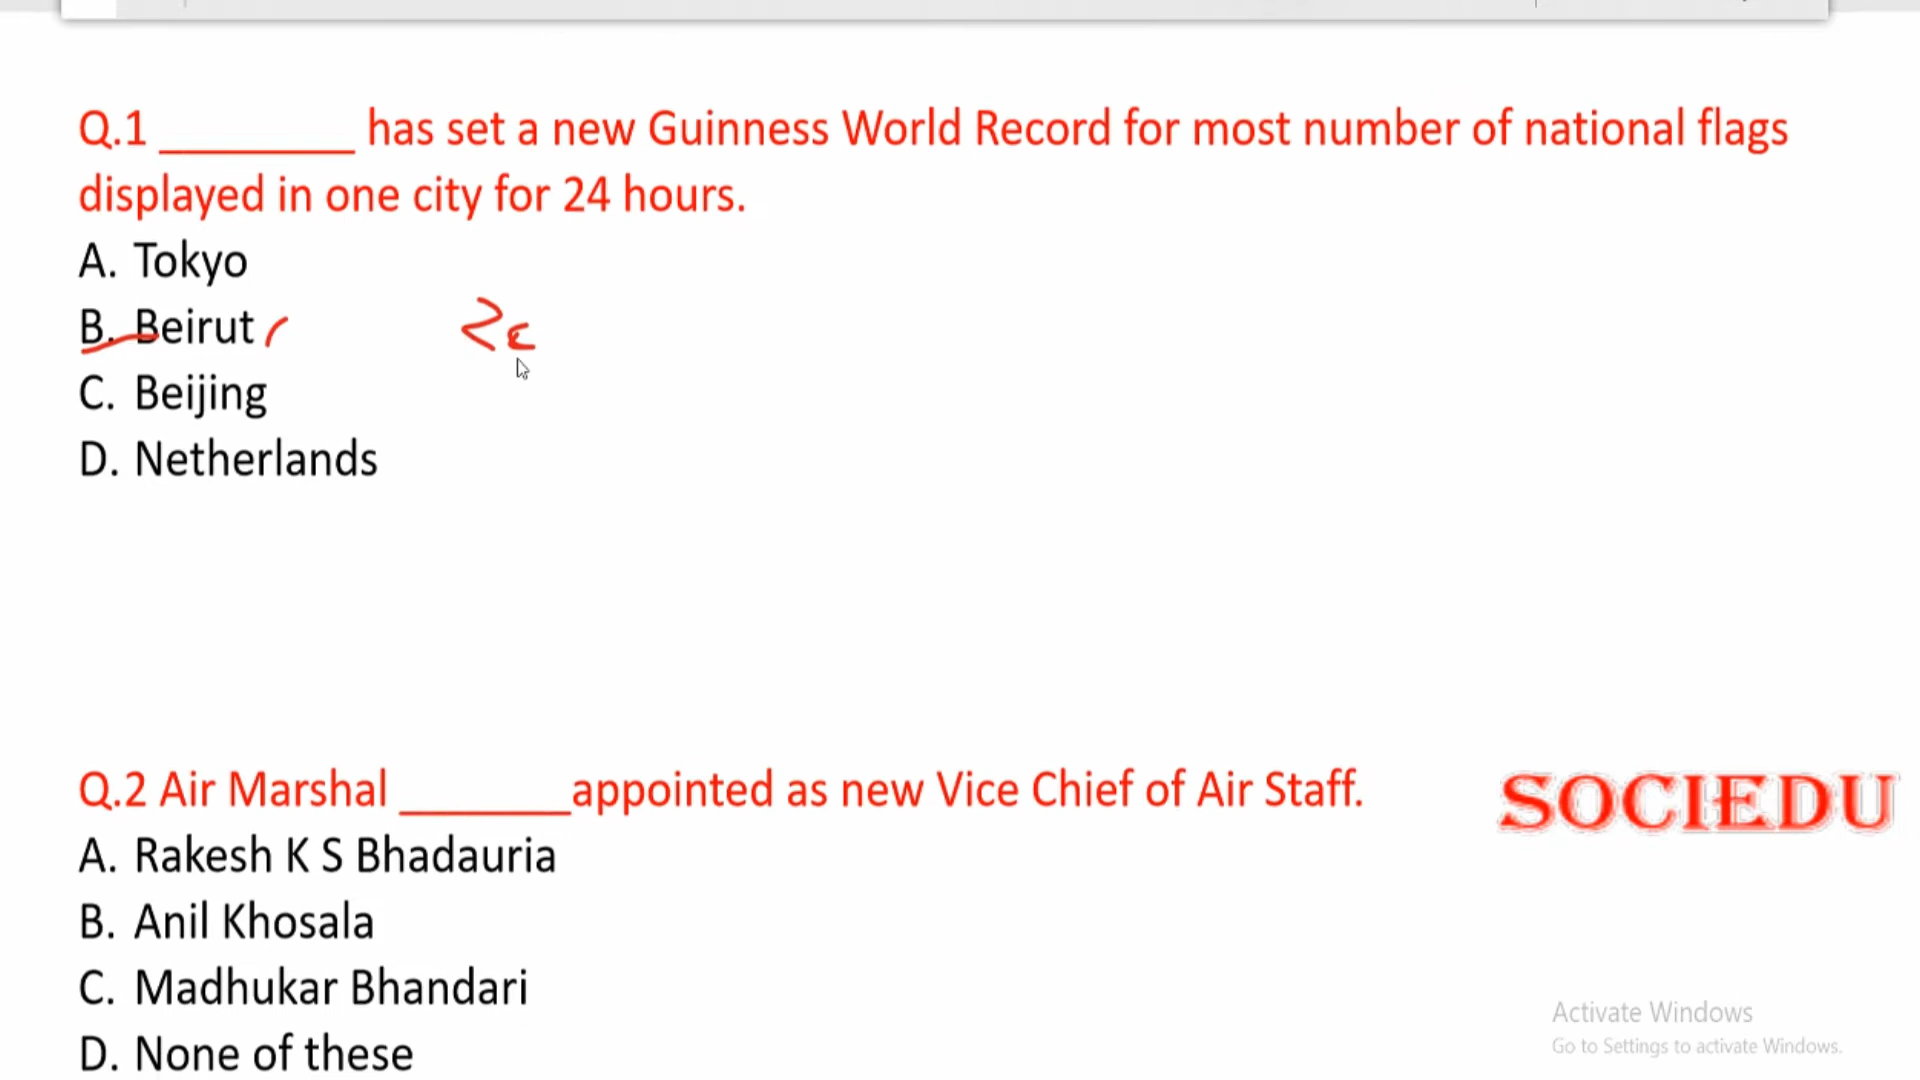 Q.1 ________ has set a new Guinness World Record for most number of national flags
displayed in one city for 24 hours.
A. Tokyo
B. Beirut
C. Beijing
D. Netherlands
Q.2 Air Marshal _______appointed as new Vice Chief of Air Staff.
SOCIEDU
A. Rakesh K S Bhadauria
B. Anil Khosala
C. Madhukar Bhandari
D. None of these
Activate Windows
Go to Settings to activate Windows.